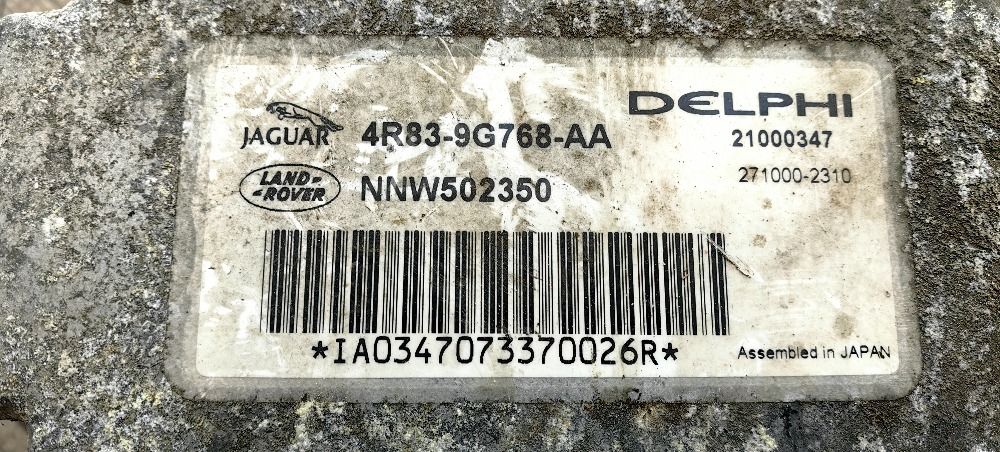 DELPHI
JAGUAR 4R83-9G768-AA 21000347
LAND-ROVER NNW502350 271000-2310
*IA0347073370026R*
Assembled in JAPAN